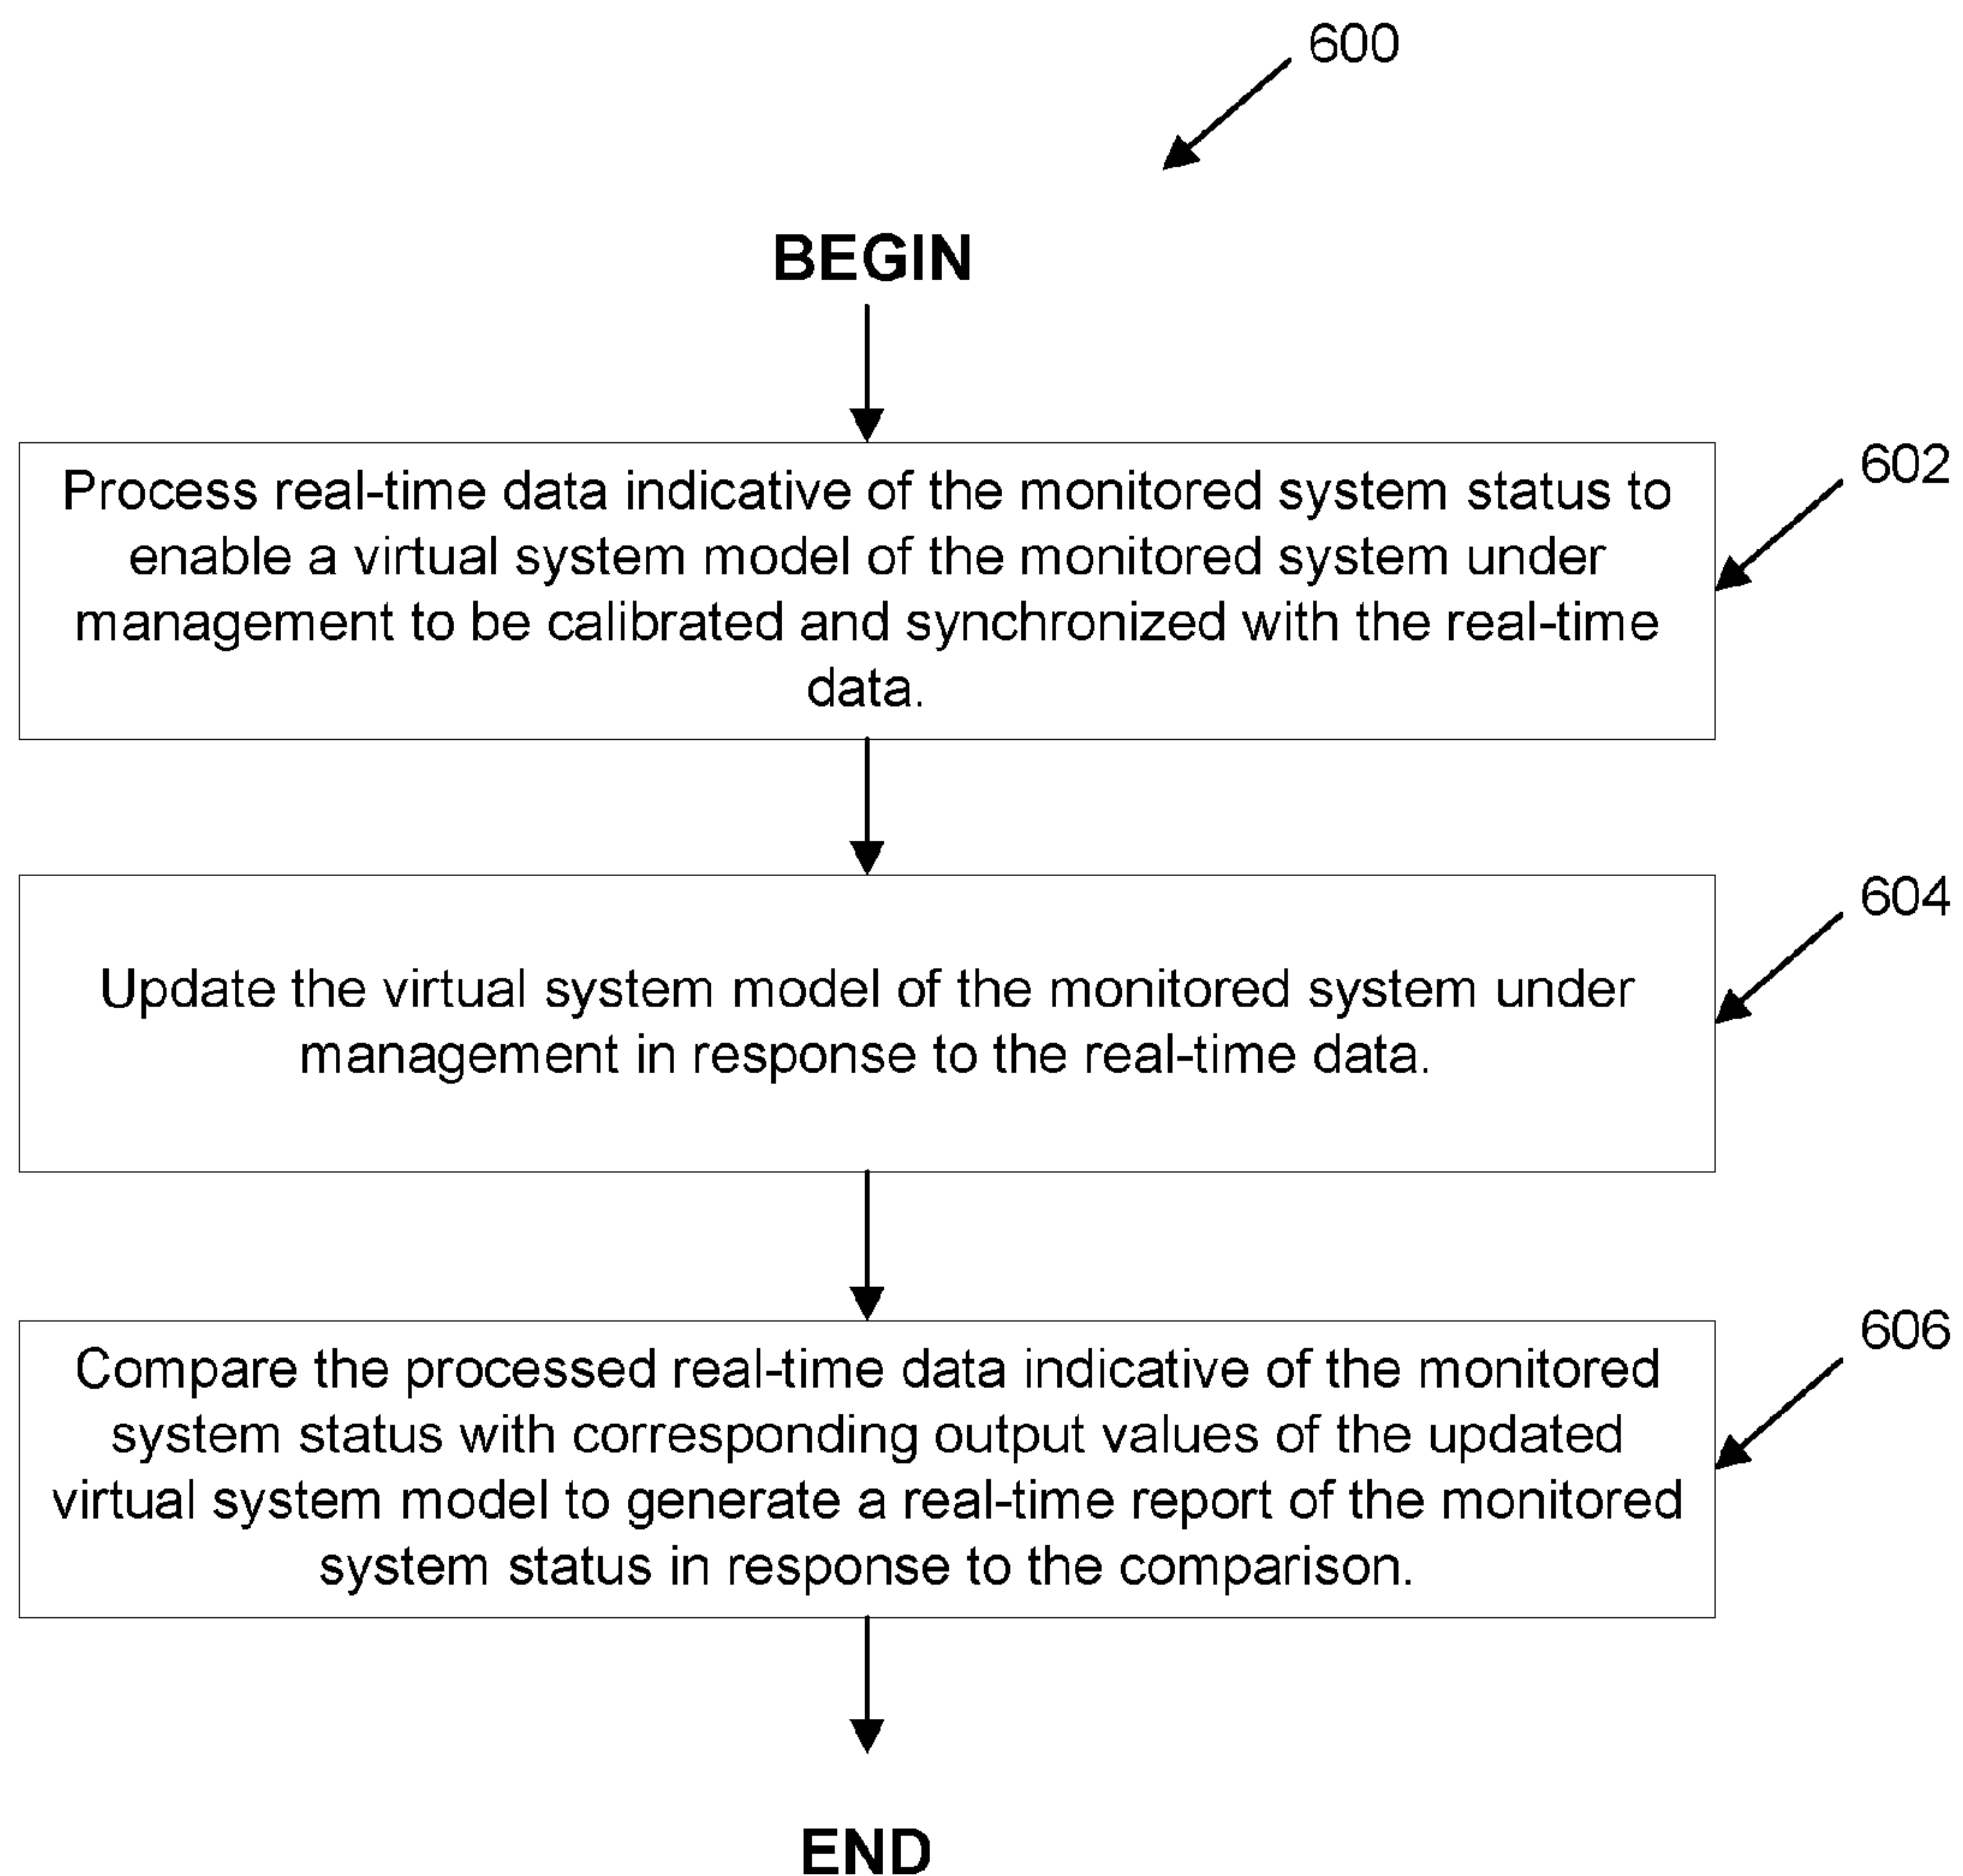 600
BEGIN
Process real-time data indicative of the monitored system status to
enable a virtual system model of the monitored system under
management to be calibrated and synchronized with the real-time
data.
602
Update the virtual system model of the monitored system under
management in response to the real-time data.
604
Compare the processed real-time data indicative of the monitored
system status with corresponding output values of the updated
virtual system model to generate a real-time report of the monitored
system status in response to the comparison.
606
END